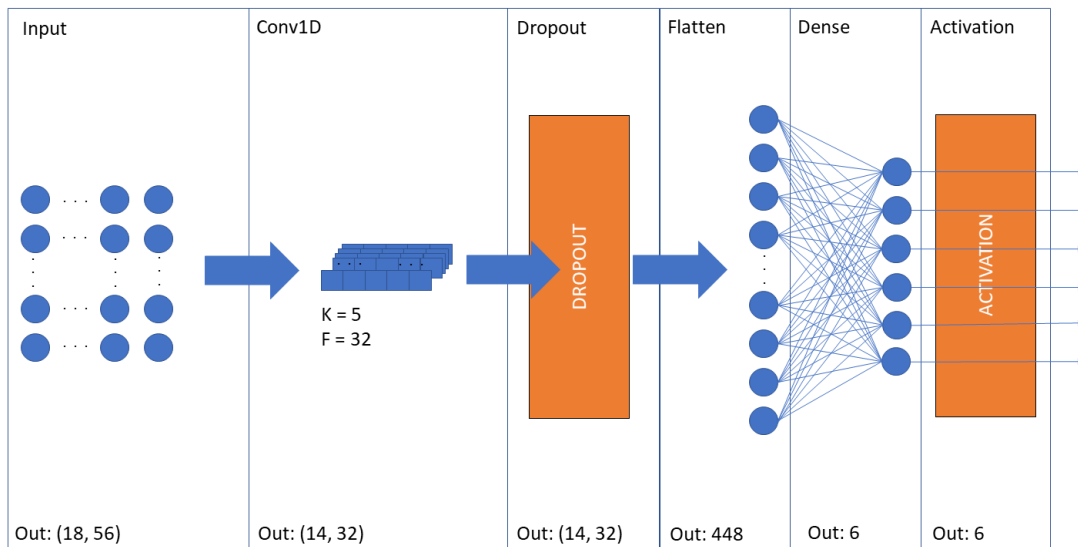 Input
Conv1D
Dropout
Flatten
Dense
Activation
K = 5
F = 32
DROPOUT
ACTIVATION
Out: (18, 56)
Out: (14, 32)
Out: (14, 32)
Out: 448
Out: 6
Out: 6